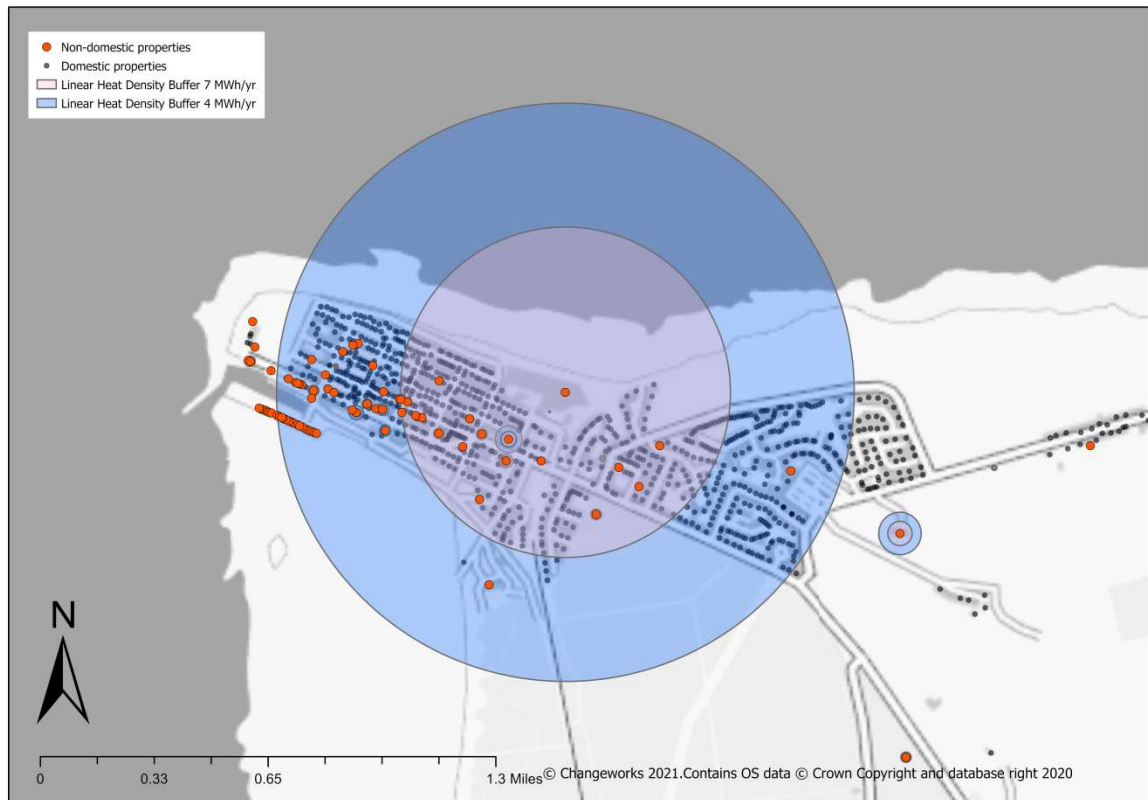 Non-domestic properties
Domestic properties
Linear Heat Density Buffer 7 MWh/yr
Linear Heat Density Buffer 4 MWh/yr
N
0 0.33 0.65 1.3 Miles
© Changeworks 2021.Contains OS data © Crown Copyright and database right 2020